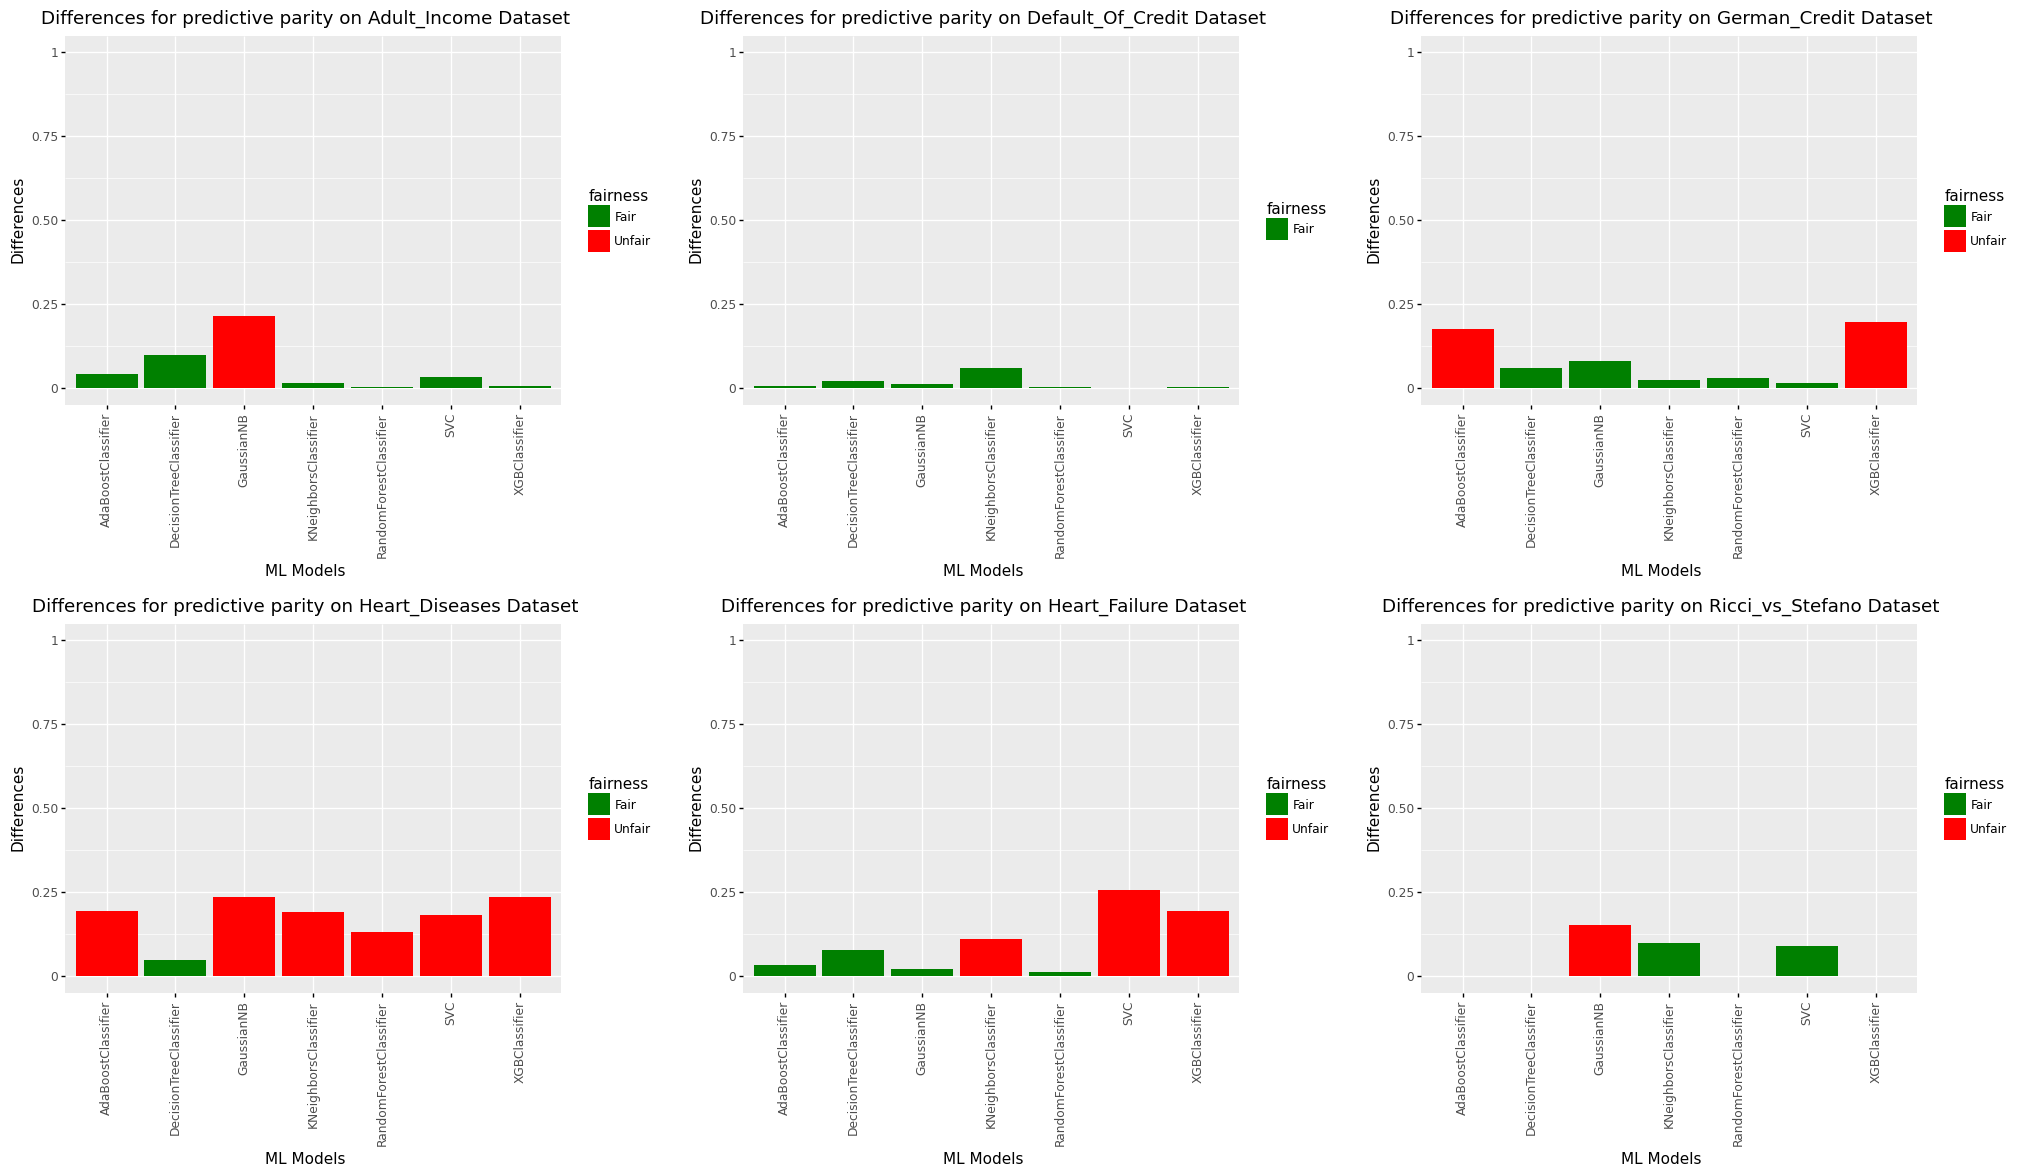 Differences for predictive parity on Adult_Income Dataset
1
0.75
0.50
0.25
0
Differences
AdaBoostClassifier
DecisionTreeClassifier
GaussianNB
KNeighborsClassifier
RandomForestClassifier
SVC
XGBClassifier
ML Models
fairness
Fair
Unfair
Differences for predictive parity on Default_Of_Credit Dataset
1
0.75
0.50
0.25
0
Differences
AdaBoostClassifier
DecisionTreeClassifier
GaussianNB
KNeighborsClassifier
RandomForestClassifier
SVC
XGBClassifier
ML Models
fairness
Fair
Differences for predictive parity on German_Credit Dataset
1
0.75
0.50
0.25
0
Differences
AdaBoostClassifier
DecisionTreeClassifier
GaussianNB
KNeighborsClassifier
RandomForestClassifier
SVC
XGBClassifier
ML Models
fairness
Fair
Unfair
Differences for predictive parity on Heart_Diseases Dataset
1
0.75
0.50
0.25
0
Differences
AdaBoostClassifier
DecisionTreeClassifier
GaussianNB
KNeighborsClassifier
RandomForestClassifier
SVC
XGBClassifier
ML Models
fairness
Fair
Unfair
Differences for predictive parity on Heart_Failure Dataset
1
0.75
0.50
0.25
0
Differences
AdaBoostClassifier
DecisionTreeClassifier
GaussianNB
KNeighborsClassifier
RandomForestClassifier
SVC
XGBClassifier
ML Models
fairness
Fair
Unfair
Differences for predictive parity on Ricci_vs_Stefano Dataset
1
0.75
0.50
0.25
0
Differences
AdaBoostClassifier
DecisionTreeClassifier
GaussianNB
KNeighborsClassifier
RandomForestClassifier
SVC
XGBClassifier
ML Models
fairness
Fair
Unfair